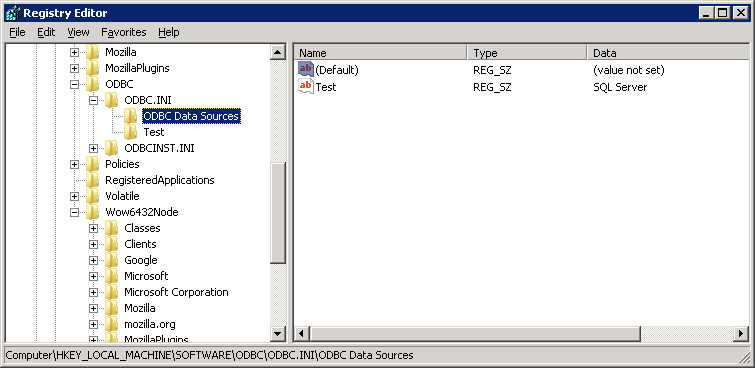 Registry Editor
File Edit View Favorites Help
Mozilla
MozillaPlugins
ODBC
ODBC.INI
ODBC Data Sources
Test
ODBCINST.INI
Policies
RegisteredApplications
Volatile
Wow6432Node
Classes
Clients
Google
Microsoft
Microsoft Corporation
Mozilla
mozilla.org
MozillaPlugins
Name Type Data
ab (Default) REG_SZ (value not set)
ab Test REG_SZ SQL Server
Computer\HKEY_LOCAL_MACHINE\SOFTWARE\ODBC\ODBC.INI\ODBC Data Sources